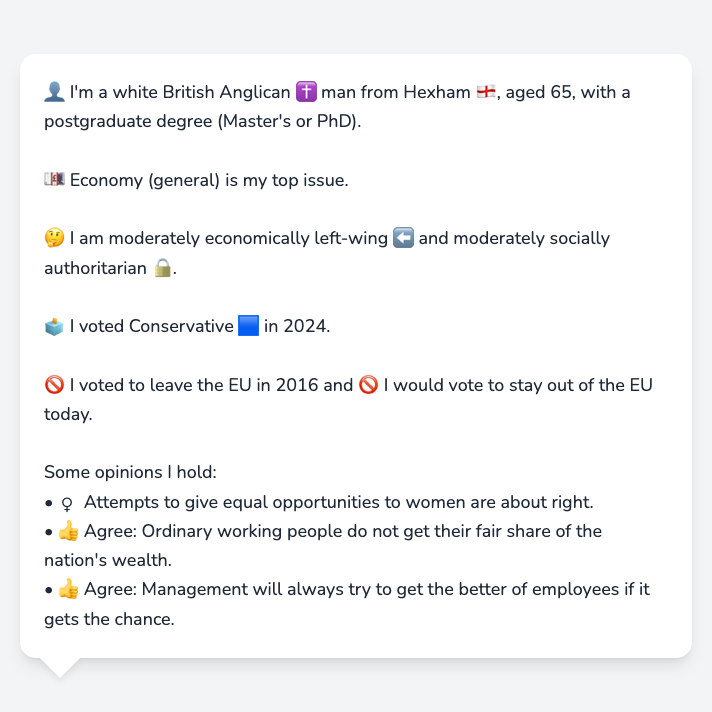 👤 I'm a white British Anglican ✝️ man from Hexham 🏴󠁧󠁢󠁥󠁮󠁧󠁿, aged 65, with a
postgraduate degree (Master's or PhD).
💷 Economy (general) is my top issue.
🤔 I am moderately economically left-wing ⬅️ and moderately socially
authoritarian 🔒.
🗳️ I voted Conservative 🟦 in 2024.
🚫 I voted to leave the EU in 2016 and 🚫 I would vote to stay out of the EU
today.
Some opinions I hold:
• ♀ Attempts to give equal opportunities to women are about right.
• 👍 Agree: Ordinary working people do not get their fair share of the
nation's wealth.
• 👍 Agree: Management will always try to get the better of employees if it
gets the chance.